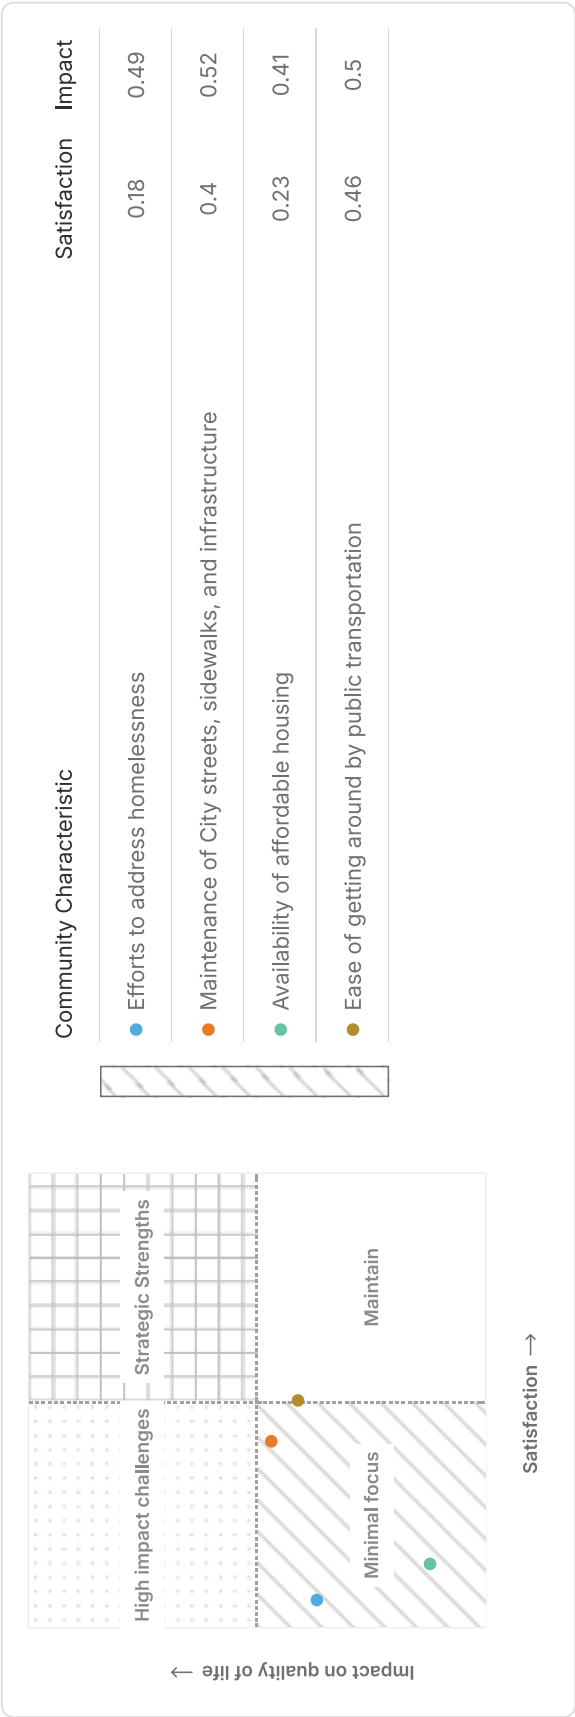 Impact on quality of life →
High impact challenges
Strategic Strengths
Minimal focus
Maintain
Satisfaction →
Community Characteristic Satisfaction Impact
Efforts to address homelessness 0.18 0.49
Maintenance of City streets, sidewalks, and infrastructure 0.4 0.52
Availability of affordable housing 0.23 0.41
Ease of getting around by public transportation 0.46 0.5